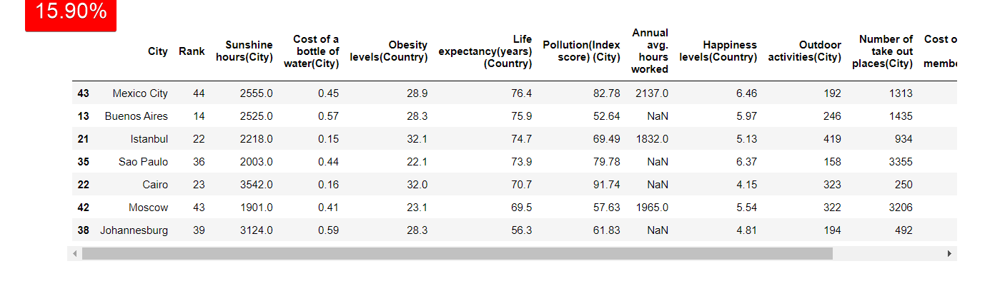 15.90%
City Rank Sunshine hours(City) Cost of a bottle of water(City) Obesity levels(Country) Life expectancy(years) (Country) Pollution(Index score) (City) Annual avg. hours worked Happiness levels(Country) Outdoor activities(City) Number of take out places(City) Cost o membe
43 Mexico City 44 2555.0 0.45 28.9 76.4 82.78 2137.0 6.46 192 1313
13 Buenos Aires 14 2525.0 0.57 28.3 75.9 52.64 NaN 5.97 246 1435
21 Istanbul 22 2218.0 0.15 32.1 74.7 69.49 1832.0 5.13 419 934
35 Sao Paulo 36 2003.0 0.44 22.1 73.9 79.78 NaN 6.37 158 3355
22 Cairo 23 3542.0 0.16 32.0 70.7 91.74 NaN 4.15 323 250
42 Moscow 43 1901.0 0.41 23.1 69.5 57.63 1965.0 5.54 322 3206
38 Johannesburg 39 3124.0 0.59 28.3 56.3 61.83 NaN 4.81 194 492